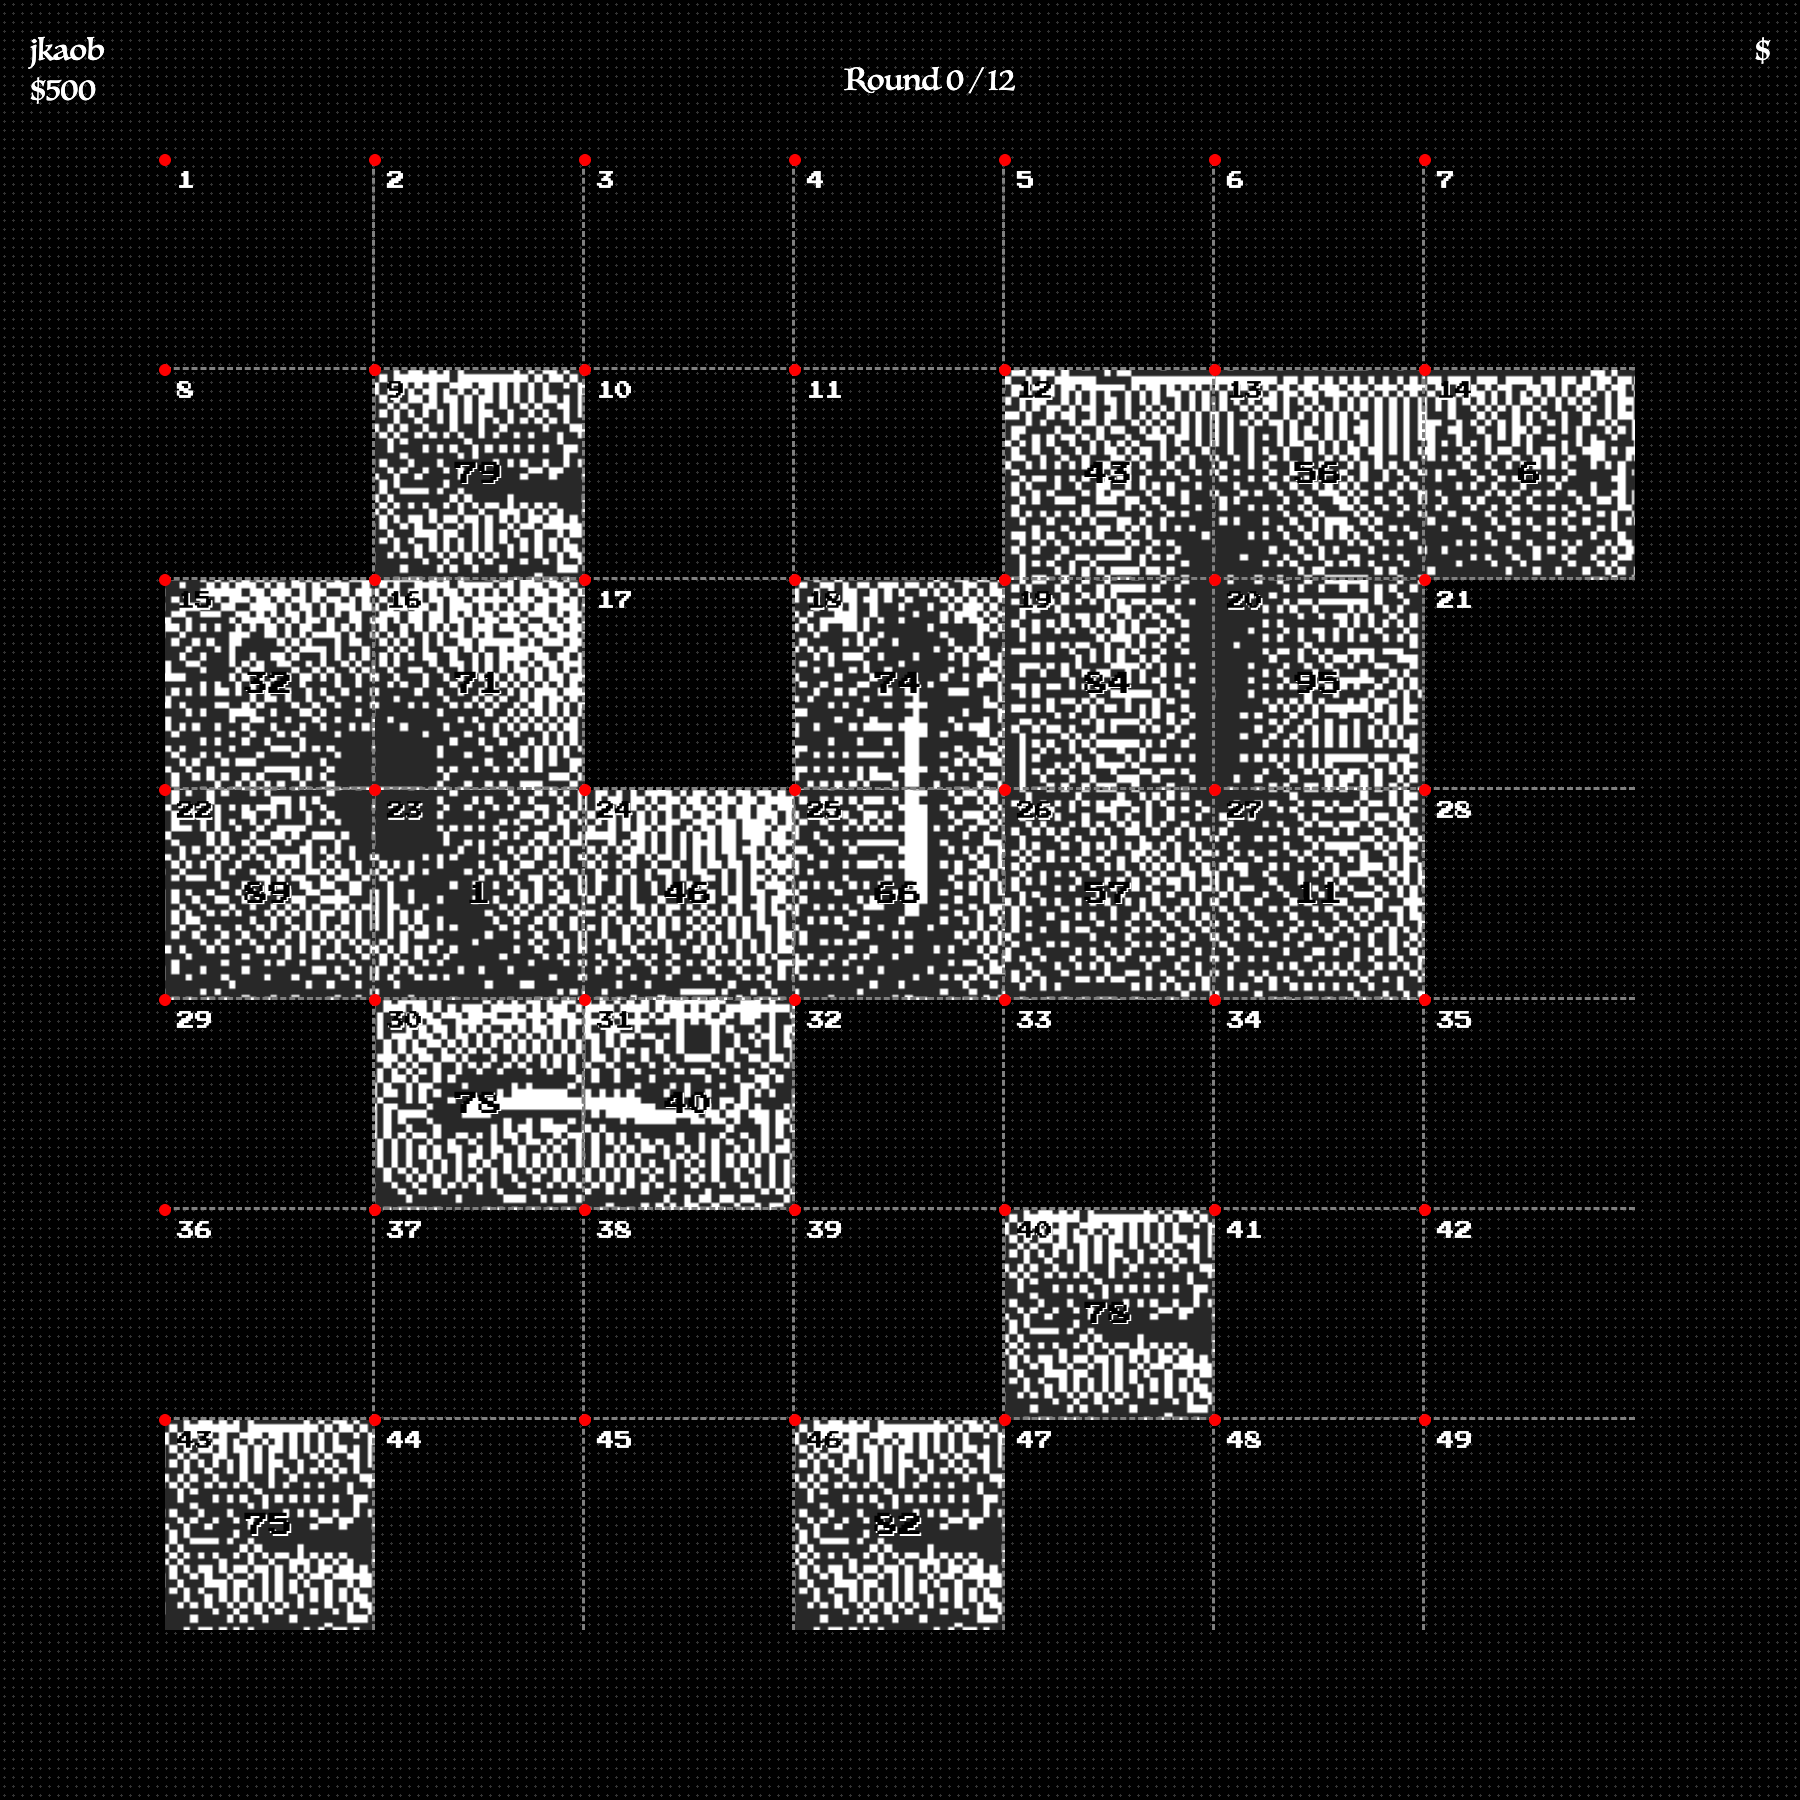 jkaob
$
$500
Round 0 / 12
1 2 3 4 5 6 7
8 9 10 11 12 13 14
79 43 56 6
15 16 17 18 19 20 21
32 71 74 84 95
22 23 24 25 26 27 28
89 1 46 66 57 11
29 30 31 32 33 34 35
78 40
36 37 38 39 40 41 42
78
43 44 45 46 47 48 49
75 82